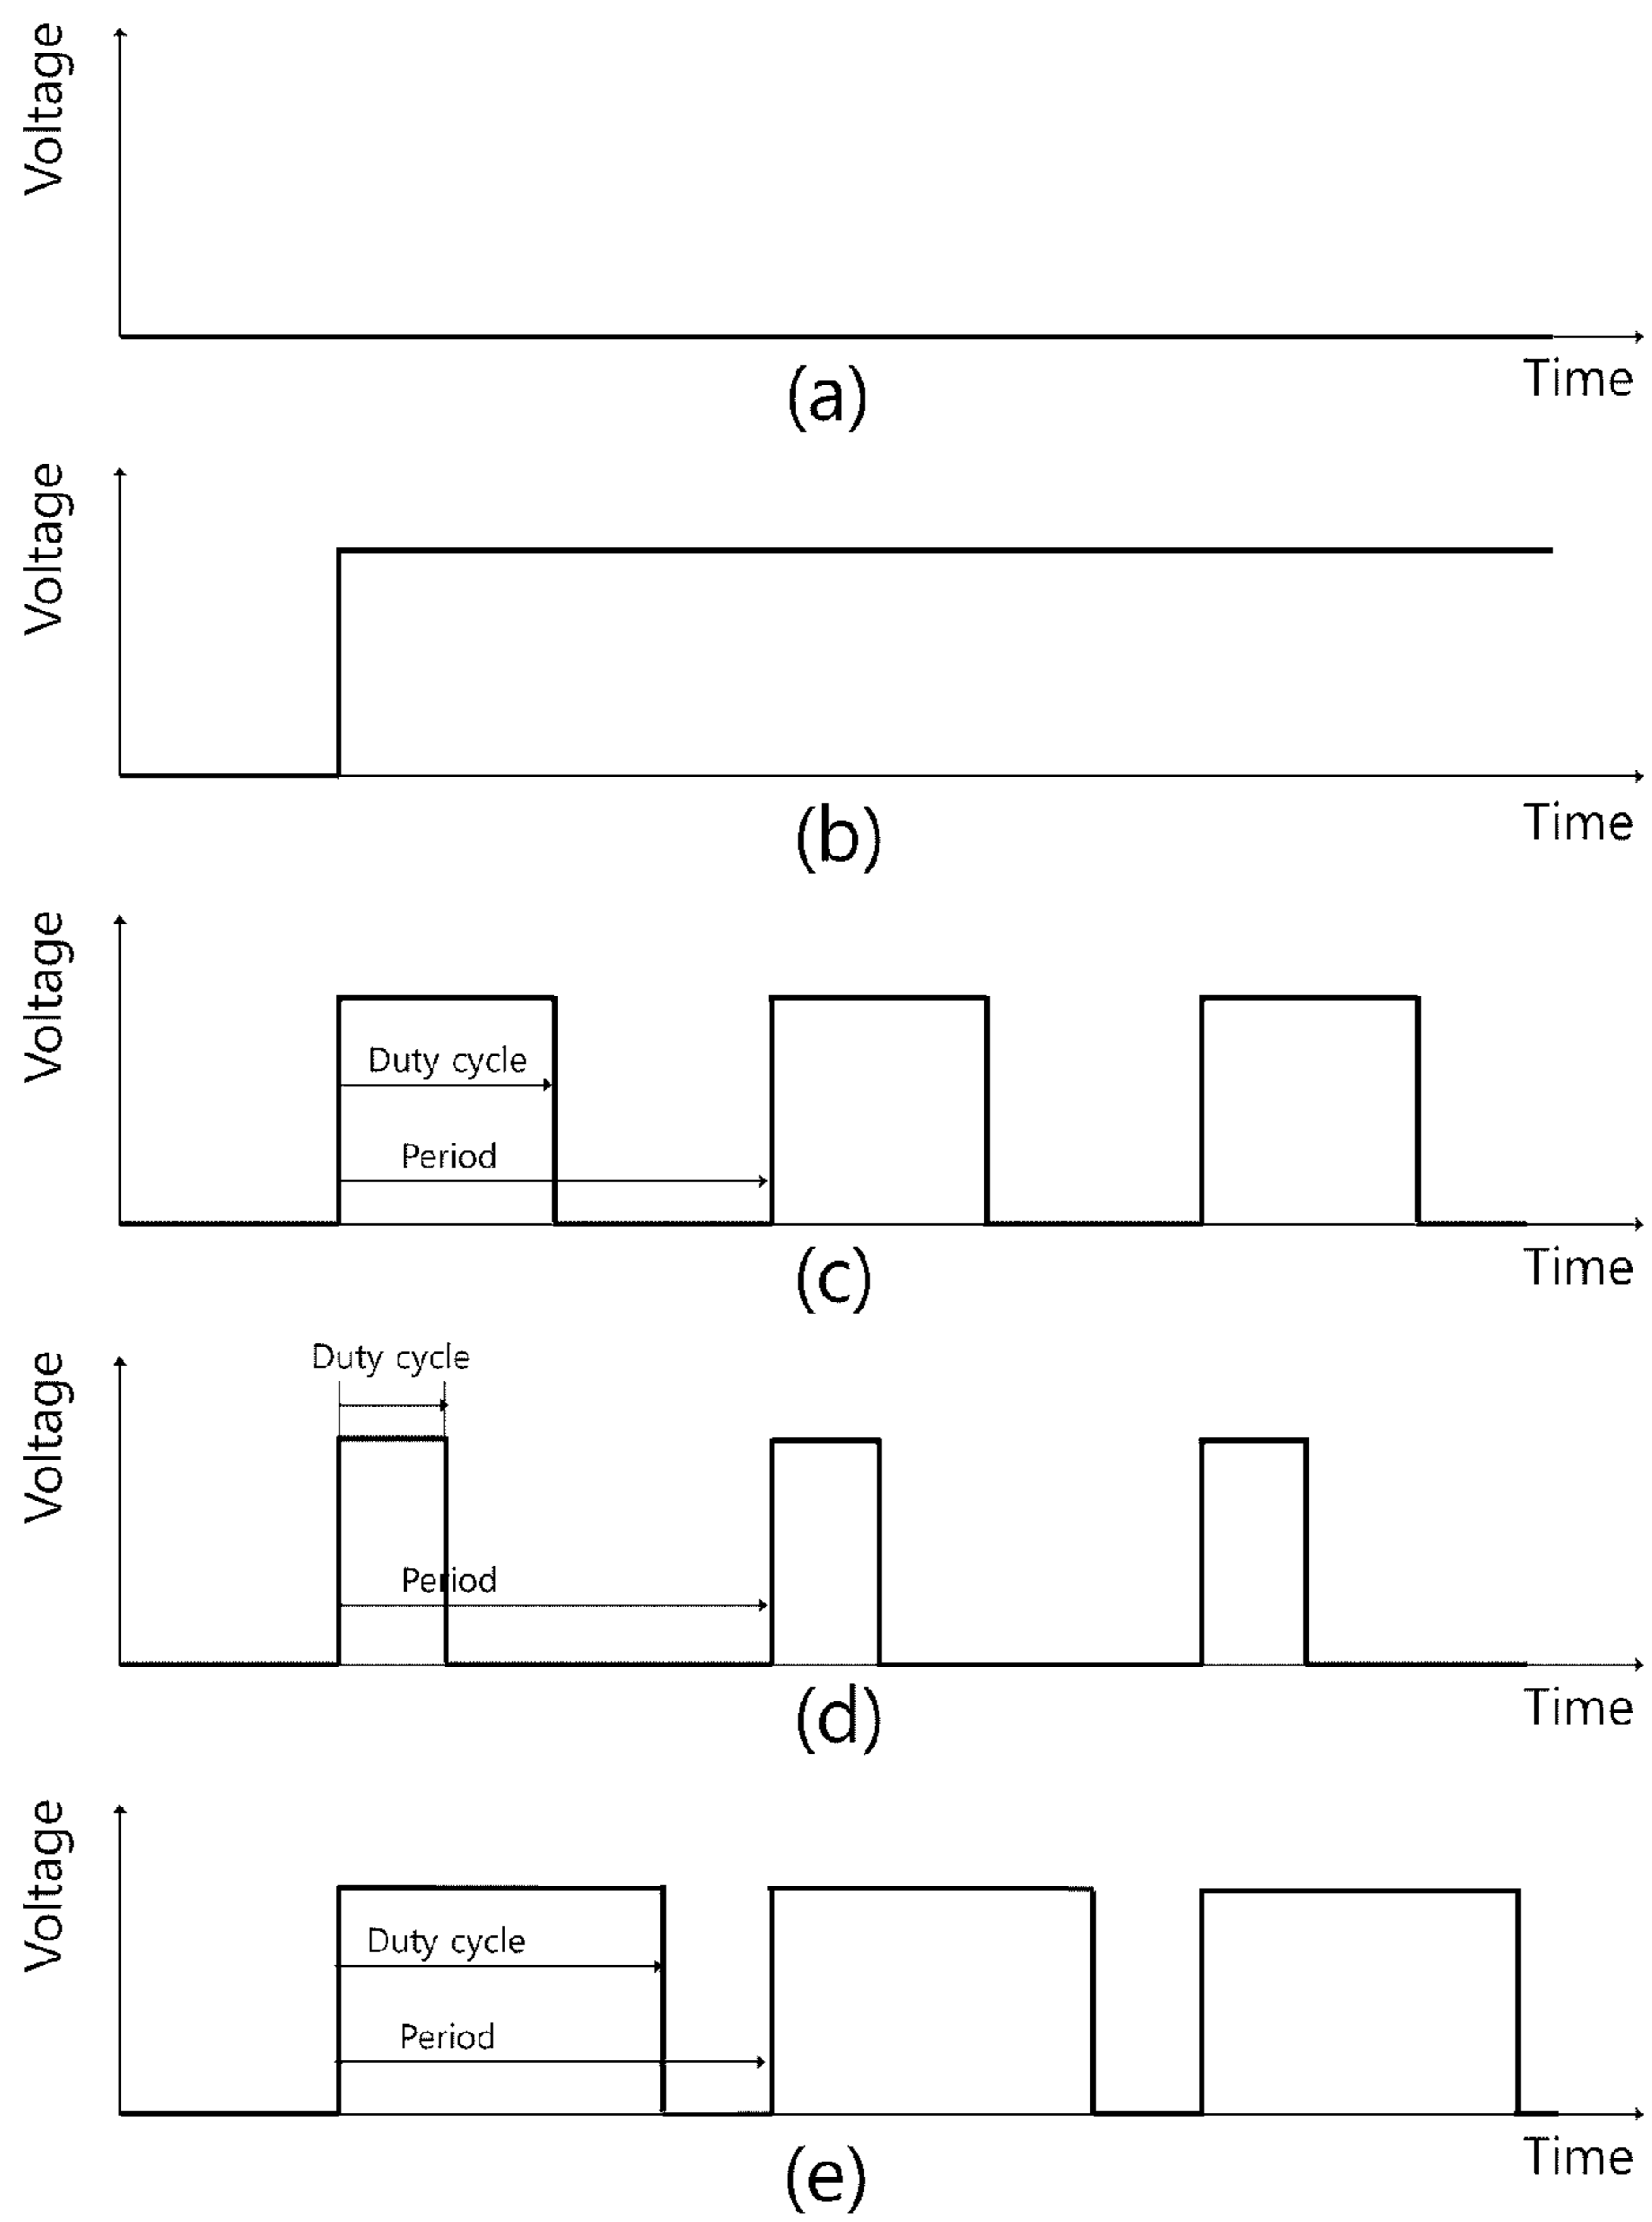 Voltage
Time
(a)
Voltage
Time
(b)
Voltage
Duty cycle
Period
Time
(c)
Duty cycle
Voltage
Period
Time
(d)
Voltage
Duty cycle
Period
Time
(e)